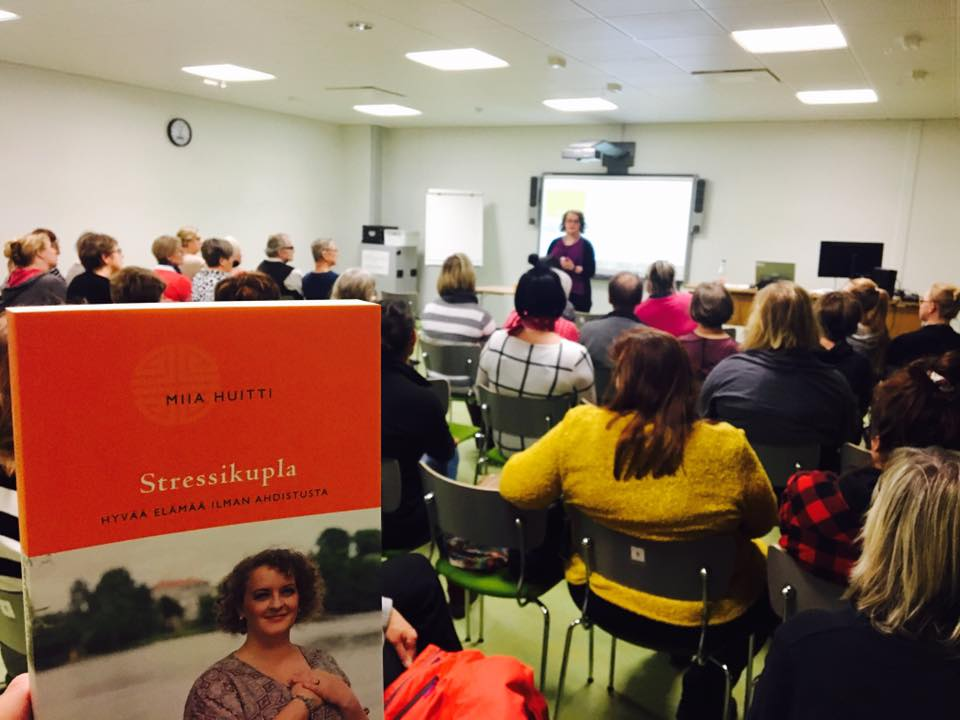 MIIA HUITTI
Stressikupla
HYVÄÄ ELÄMÄÄ ILMAN AHDISTUSTA